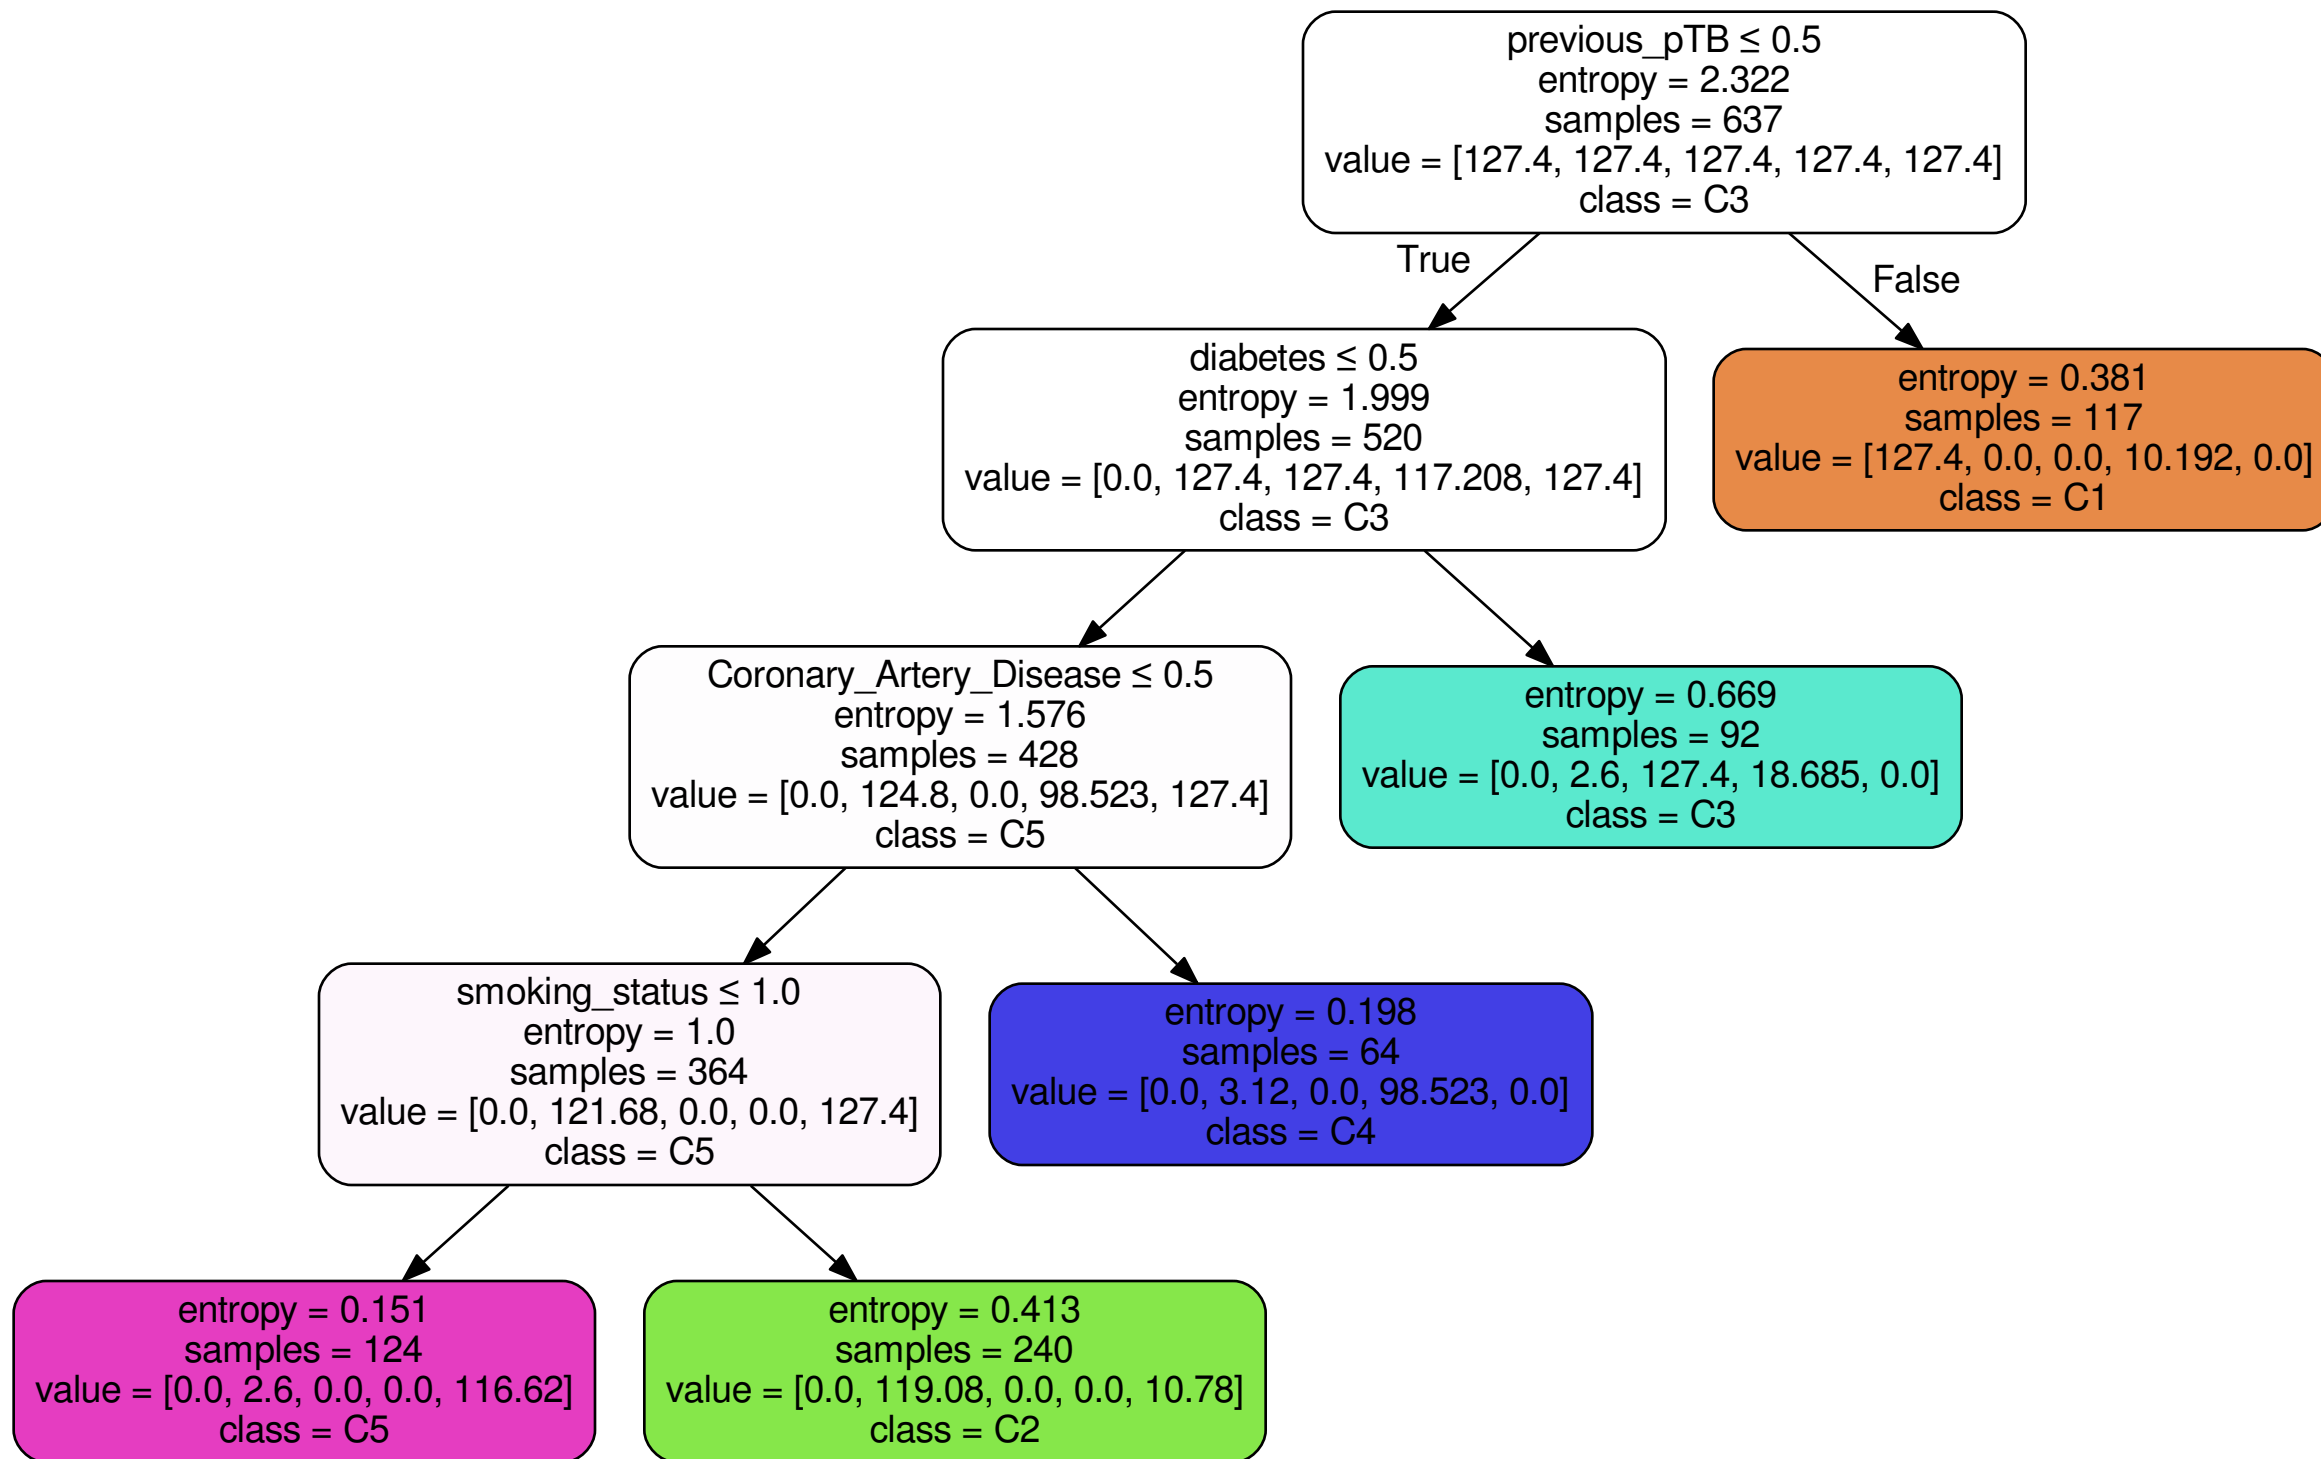 previous_pTB ≤ 0.5
entropy = 2.322
samples = 637
value = [127.4, 127.4, 127.4, 127.4, 127.4]
class = C3
True
False
diabetes ≤ 0.5
entropy = 1.999
samples = 520
value = [0.0, 127.4, 127.4, 117.208, 127.4]
class = C3
entropy = 0.381
samples = 117
value = [127.4, 0.0, 0.0, 10.192, 0.0]
class = C1
Coronary_Artery_Disease ≤ 0.5
entropy = 1.576
samples = 428
value = [0.0, 124.8, 0.0, 98.523, 127.4]
class = C5
entropy = 0.669
samples = 92
value = [0.0, 2.6, 127.4, 18.685, 0.0]
class = C3
smoking_status ≤ 1.0
entropy = 1.0
samples = 364
value = [0.0, 121.68, 0.0, 0.0, 127.4]
class = C5
entropy = 0.198
samples = 64
value = [0.0, 3.12, 0.0, 98.523, 0.0]
class = C4
entropy = 0.151
samples = 124
value = [0.0, 2.6, 0.0, 0.0, 116.62]
class = C5
entropy = 0.413
samples = 240
value = [0.0, 119.08, 0.0, 0.0, 10.78]
class = C2